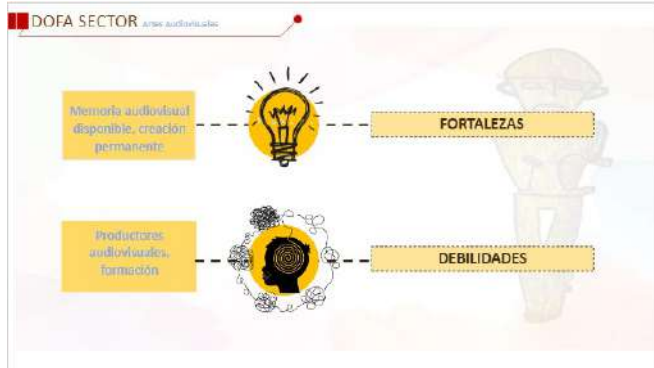 DOFA SECTOR Artes audiovisuales
Memoria audiovisual
disponible, creación
permanente
FORTALEZAS
Productores
audiovisuales,
formación
DEBILIDADES